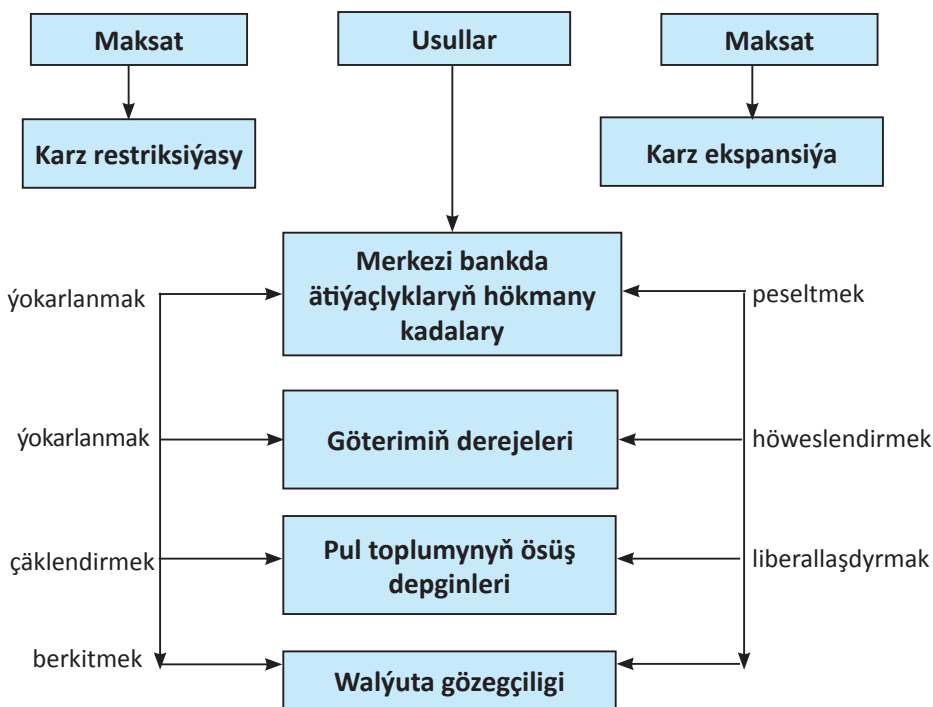 Maksat
Usullar
Maksat
Karz restriksiýasy
Karz ekspansiýa
Merkezi bankda
ätiýaçlyklaryň hökmany
kadalary
ýokarlanmak
peseltmek
ýokarlanmak
Göterimiň derejeleri
höweslendirmek
çäklendirmek
Pul toplumynyň ösüş
depginleri
liberallaşdyrmak
berkitmek
Walýuta gözegçiligi